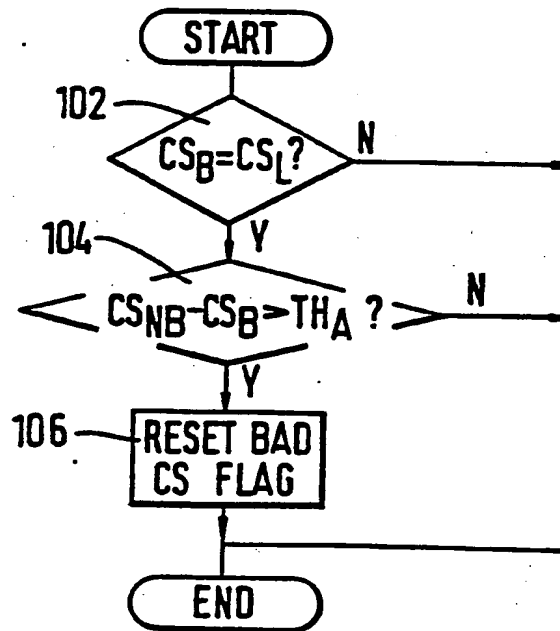 START
102
CS_B=CS_L?
N
Y
104
CS_NB-CS_B>TH_A ?
N
Y
106
RESET BAD
CS FLAG
END